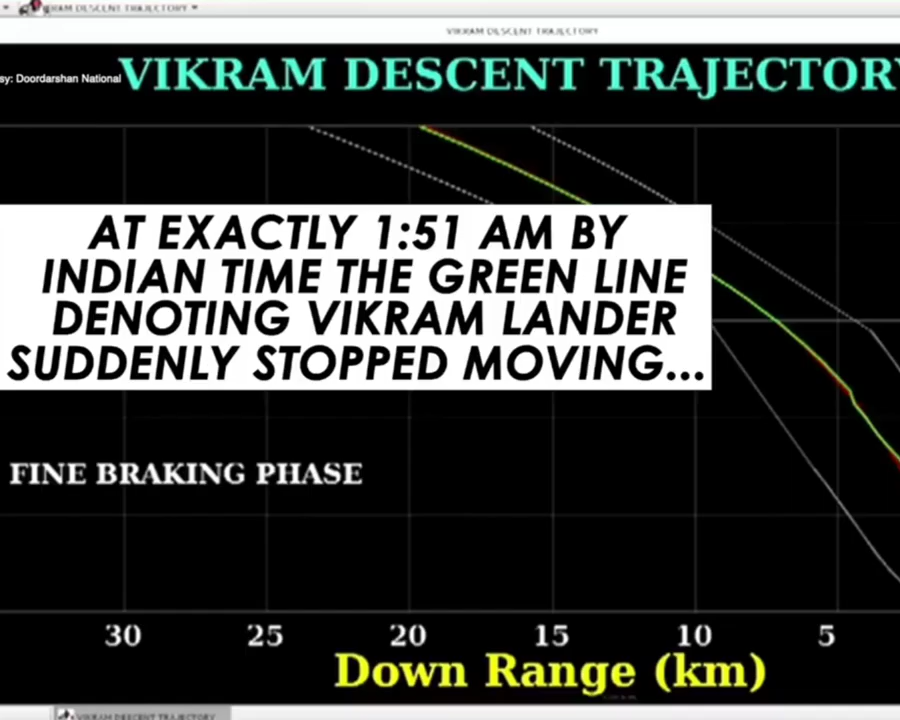 VIKRAM DESCENT TRAJECTORY
VIKRAM DESCENT TRAJECTORY
sy: Doordarshan National
VIKRAM DESCENT TRAJECTORY
AT EXACTLY 1:51 AM BY
INDIAN TIME THE GREEN LINE
DENOTING VIKRAM LANDER
SUDDENLY STOPPED MOVING...
FINE BRAKING PHASE
30 25 20 15 10 5
Down Range (km)
VIKRAM DESCENT TRAJECTORY